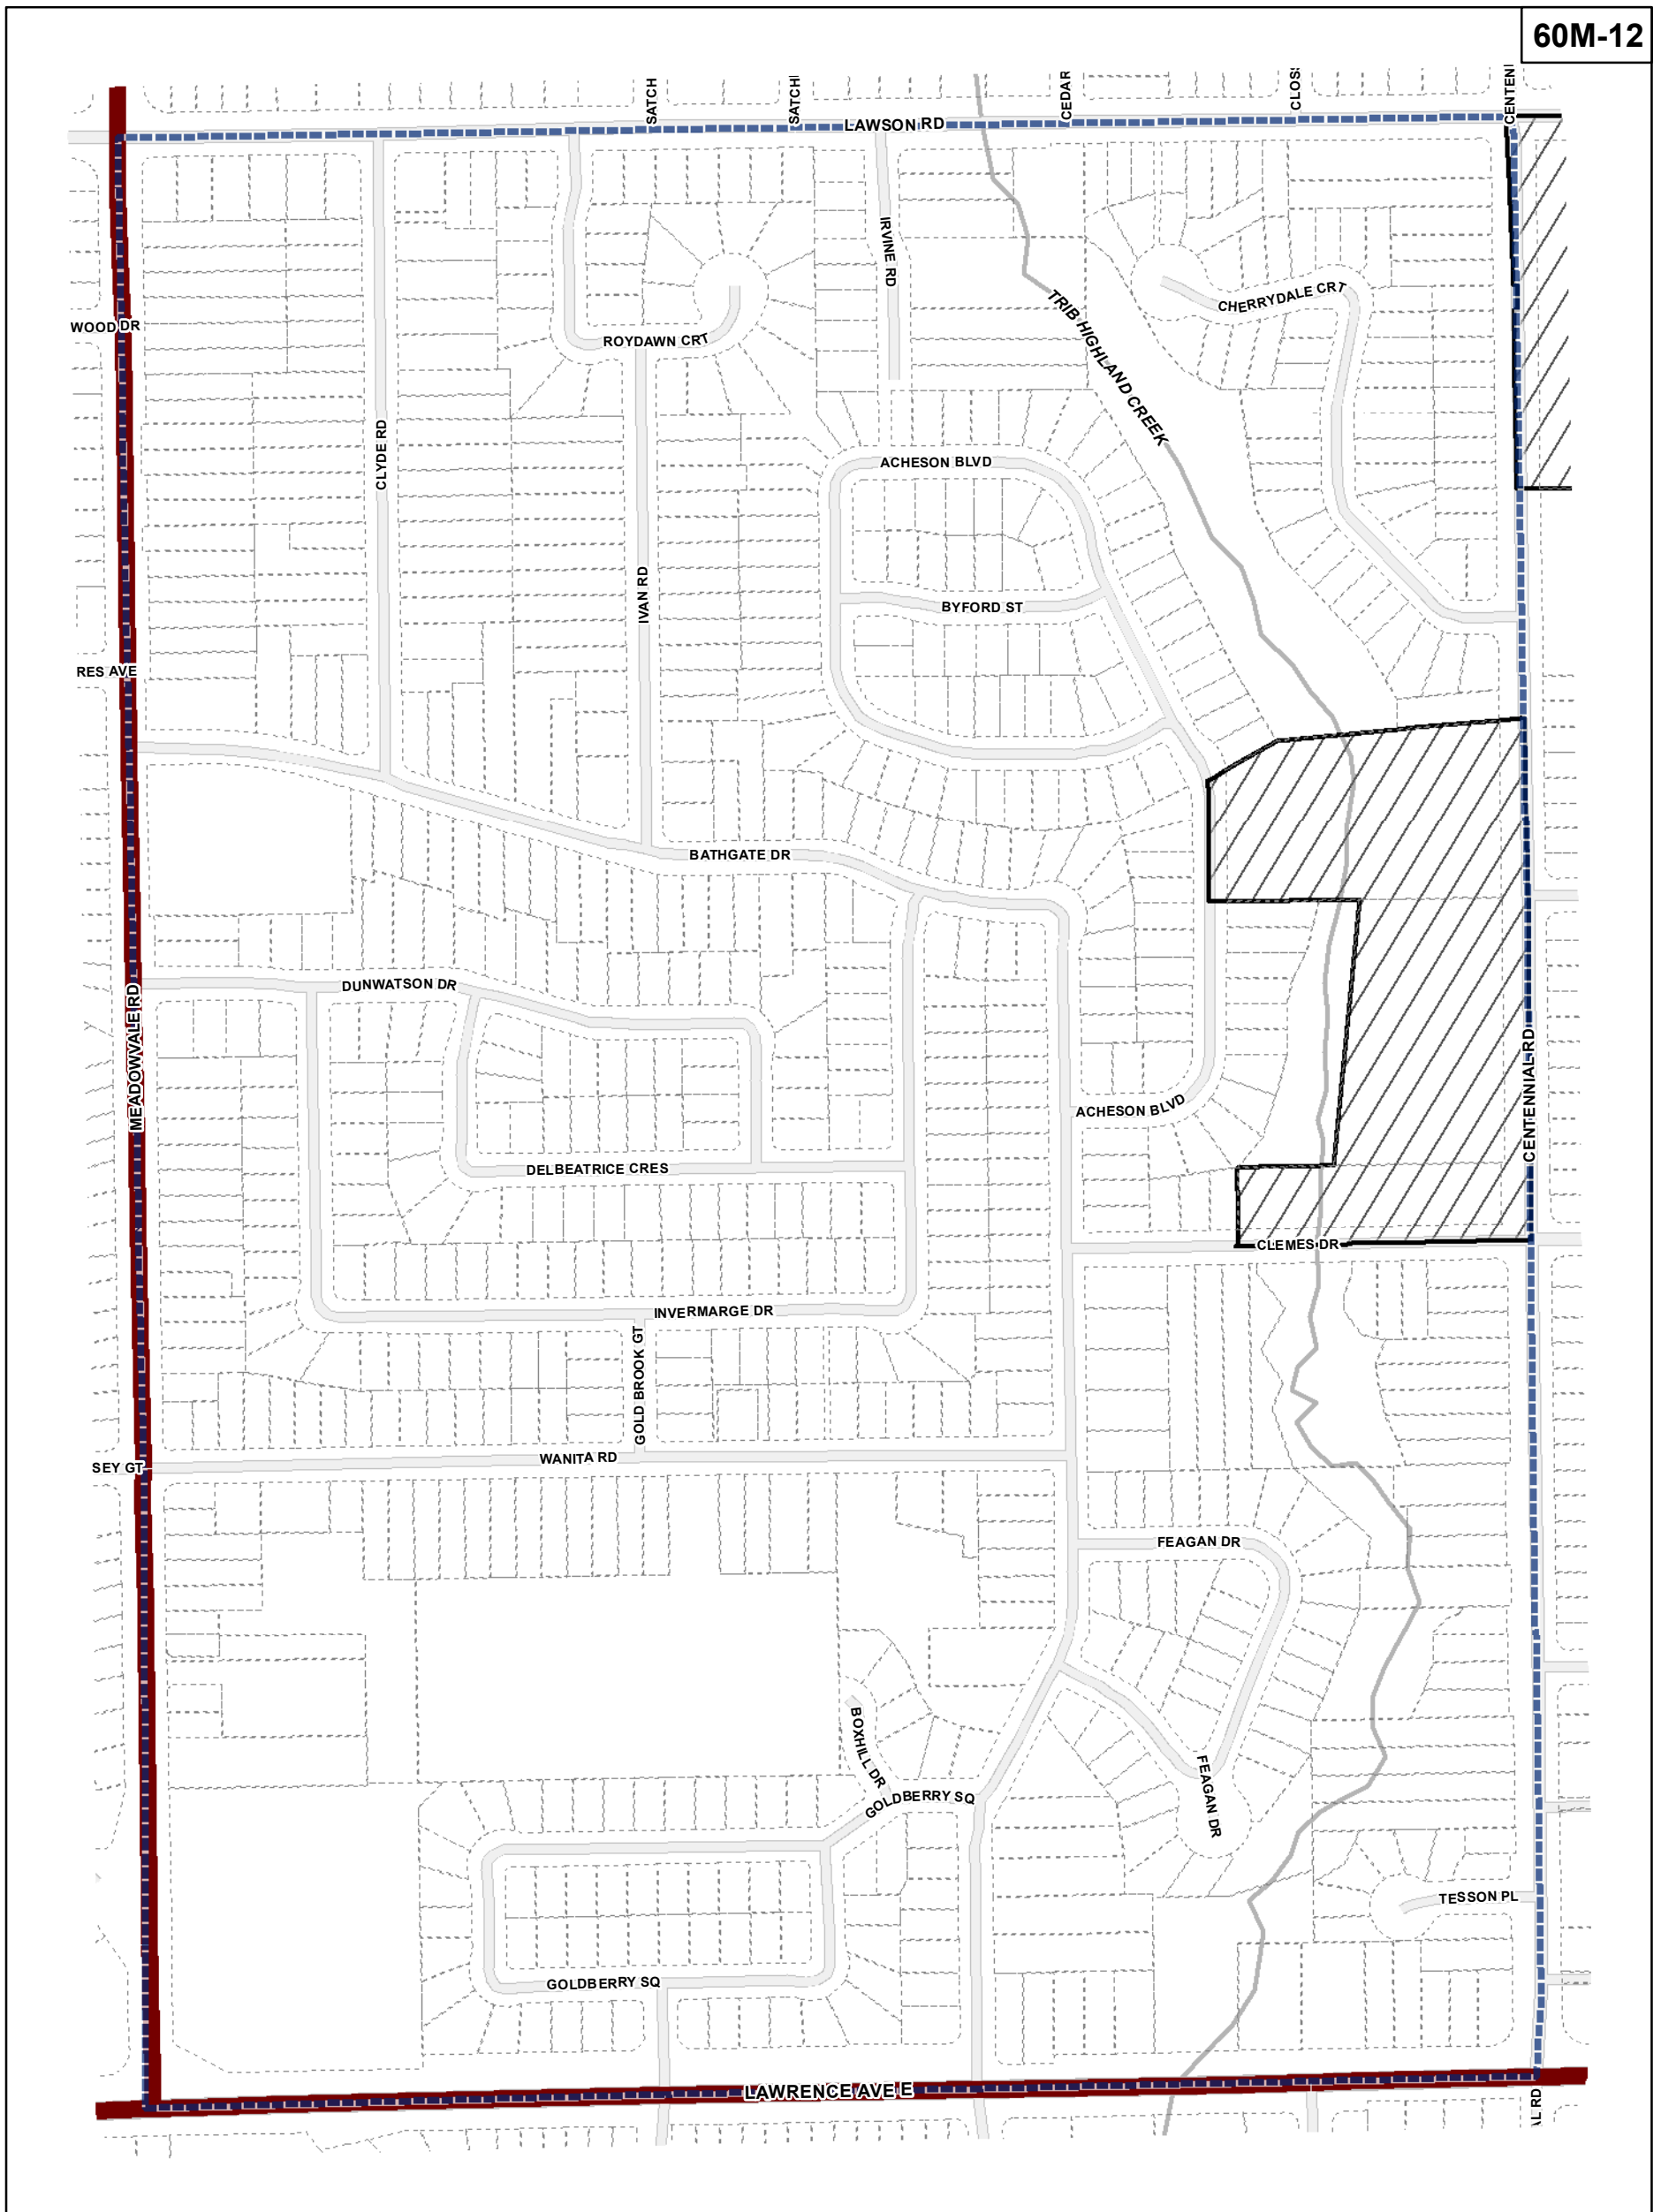 60M-12
SATCH
SATCHI
CEDAR
CLOS
CENTEN
LAWSON RD
IRVINE RD
TRIB HIGHLAND CREEK
CHERRYDALE CRT
WOOD DR
ROYDAWN CRT
CLYDE RD
ACHESON BLVD
IVAN RD
BYFORD ST
RES AVE
BATHGATE DR
DUNWATSON DR
MEADOWVALE RD
CENTENNIAL RD
ACHESON BLVD
DELBEATRICE CRES
CLEMES DR
INVERMARGE DR
GOLD BROOK GT
WANITA RD
SEY GT
FEAGAN DR
BOXHILL DR
FEAGAN DR
GOLDBERRY SQ
TESSON PL
GOLDBERRY SQ
LAWRENCE AVE E
L RD